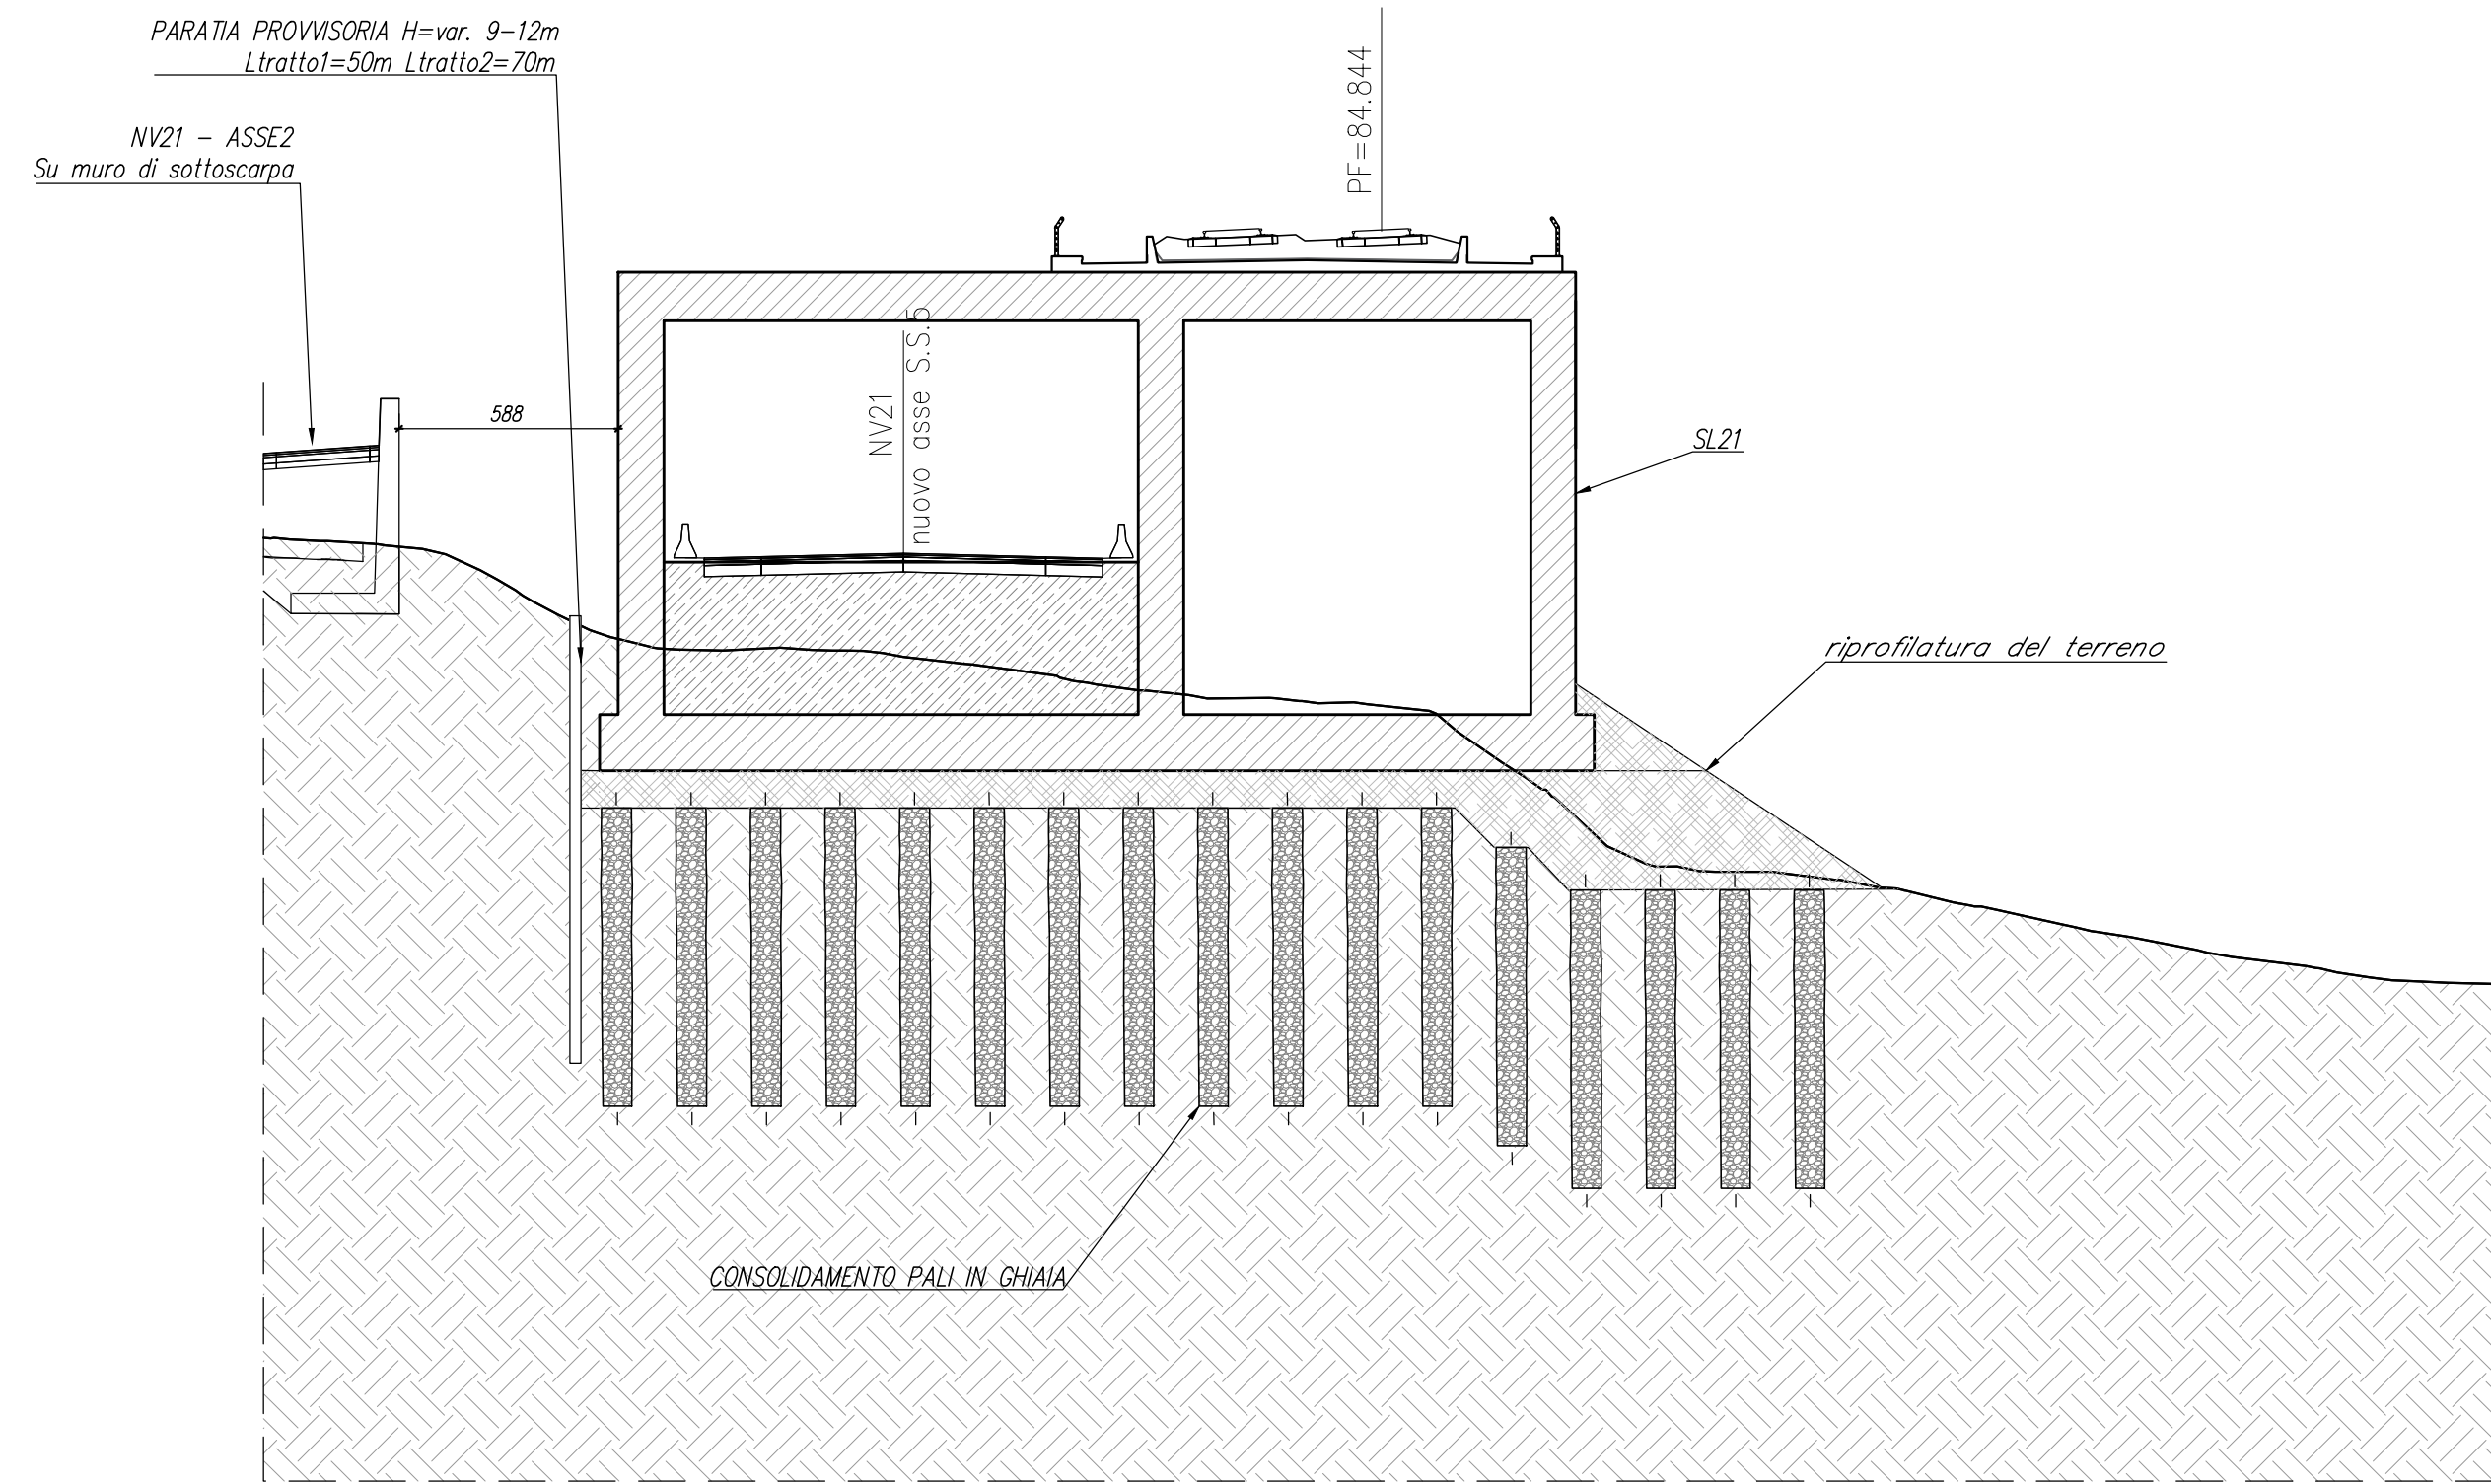 PARATIA PROVVISORIA H=var. 9-12m
Ltratto1=50m Ltratto2=70m
NV21 - ASSE2
Su muro di sottoscarpa
PF=84.844
588
NV21
nuovo asse S.S.5
SL21
riprofilatura del terreno
CONSOLIDAMENTO PALI IN GHIAIA